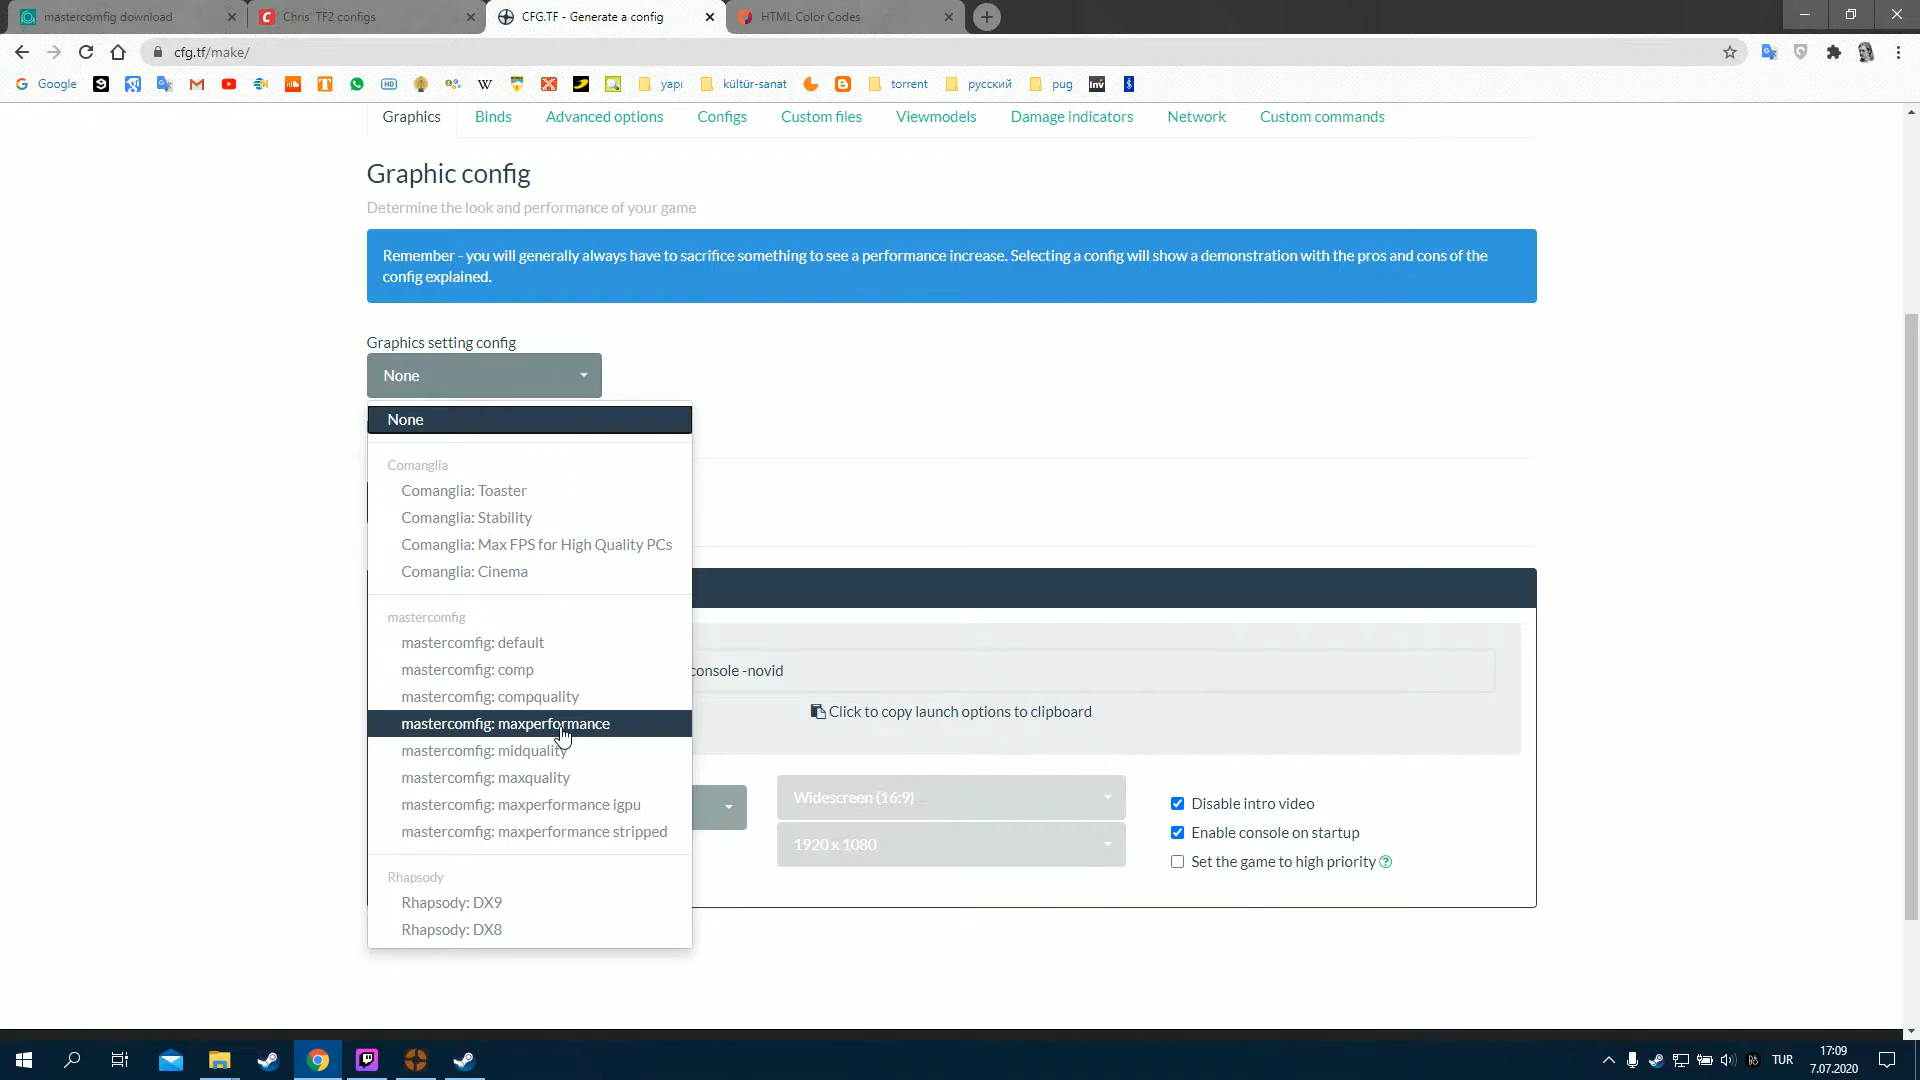 mastercomfig download
Chris' TF2 configs
CFG.TF - Generate a config
HTML Color Codes
cfg.tf/make/
Google
yapı
kültür-sanat
torrent
русский
pug
Graphics
Binds
Advanced options
Configs
Custom files
Viewmodels
Damage indicators
Network
Custom commands
Graphic config
Determine the look and performance of your game
Remember - you will generally always have to sacrifice something to see a performance increase. Selecting a config will show a demonstration with the pros and cons of the
config explained.
Graphics setting config
None
None
Comanglia
Comanglia: Toaster
Comanglia: Stability
Comanglia: Max FPS for High Quality PCs
Comanglia: Cinema
mastercomfig
mastercomfig: default
mastercomfig: comp
mastercomfig: compquality
mastercomfig: maxperformance
mastercomfig: midquality
mastercomfig: maxquality
mastercomfig: maxperformance igpu
mastercomfig: maxperformance stripped
Rhapsody
Rhapsody: DX9
Rhapsody: DX8
console -novid
Click to copy launch options to clipboard
Widescreen (16:9)
1920 x 1080
Disable intro video
Enable console on startup
Set the game to high priority
TUR
17:09
7.07.2020